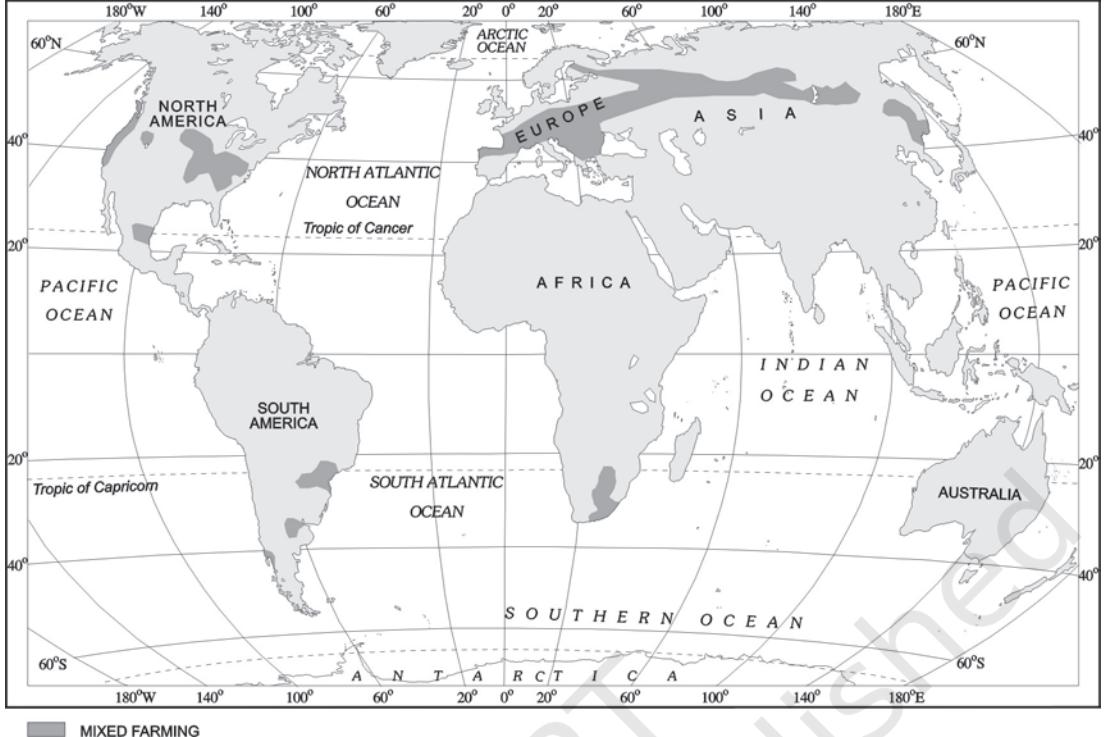 180°W 140° 100° 60° 20° 0° 20° 60° 100° 140° 180°E
ARCTIC
OCEAN
60°N 60°N
NORTH
AMERICA
EUROPE
ASIA
40° 40°
NORTH ATLANTIC
OCEAN
Tropic of Cancer
20° 20°
AFRICA
PACIFIC
OCEAN
PACIFIC
OCEAN
INDIAN
OCEAN
SOUTH
AMERICA
20° 20°
Tropic of Capricorn
SOUTH ATLANTIC
OCEAN
AUSTRALIA
40° 40°
SOUTHERN OCEAN
60°S 60°S
ANTARCTICA
180°W 140° 100° 60° 20° 0° 20° 60° 100° 140° 180°E
MIXED FARMING